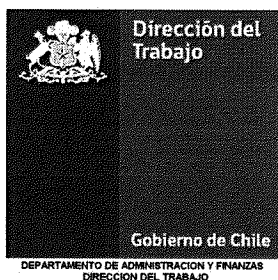 Dirección del
Trabajo
Gobierno de Chile
DEPARTAMENTO DE ADMINISTRACION Y FINANZAS
DIRECCION DEL TRABAJO